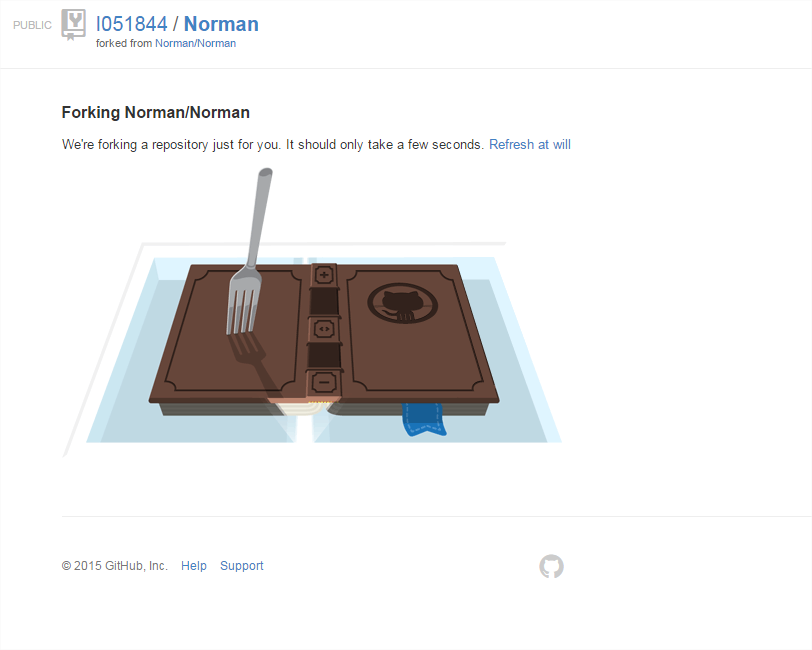 PUBLIC
I051844 / Norman
forked from Norman/Norman
Forking Norman/Norman
We're forking a repository just for you. It should only take a few seconds. Refresh at will
© 2015 GitHub, Inc. Help Support